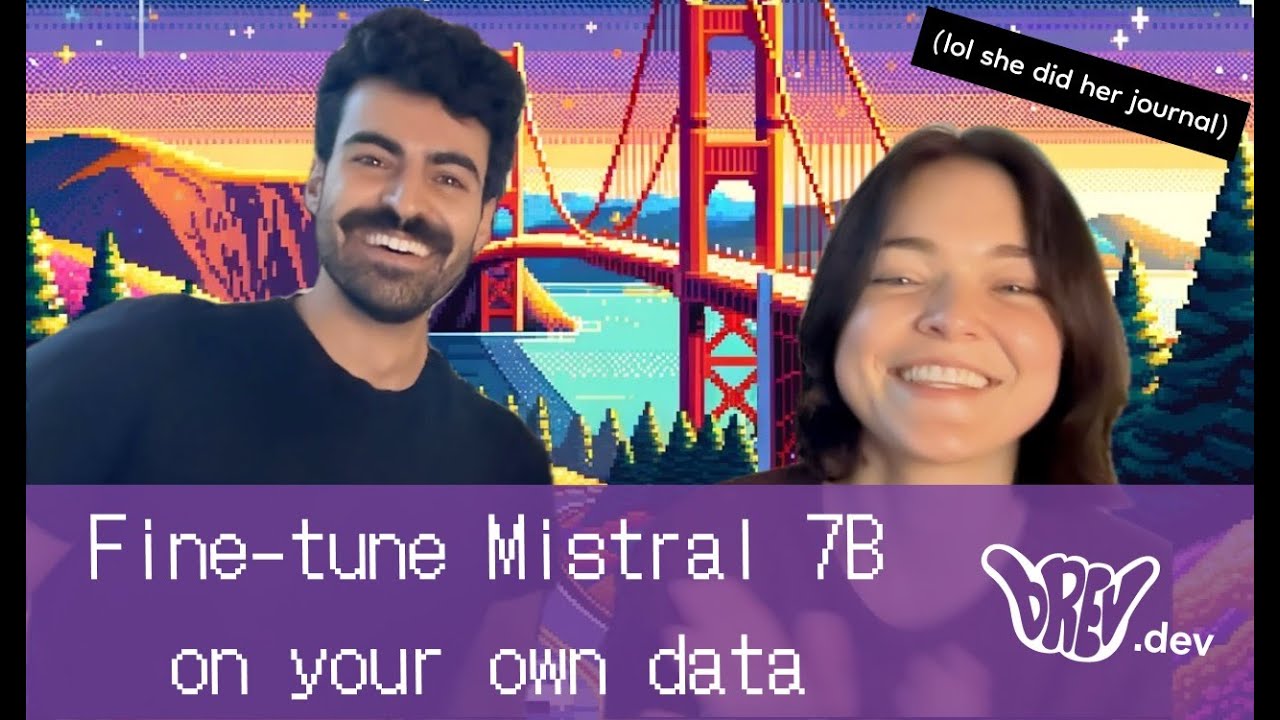 (lol she did her journal)
Fine-tune Mistral 7B
on your own data
BREV.dev